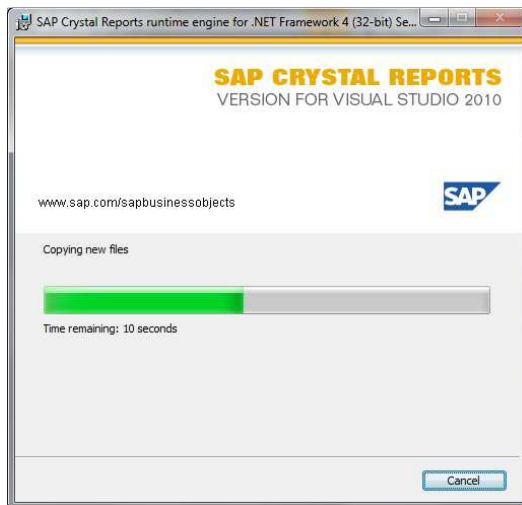 SAP Crystal Reports runtime engine for .NET Framework 4 (32-bit) Se...
SAP CRYSTAL REPORTS
VERSION FOR VISUAL STUDIO 2010
www.sap.com/sapbusinessobjects
SAP
Copying new files
Time remaining: 10 seconds
Cancel